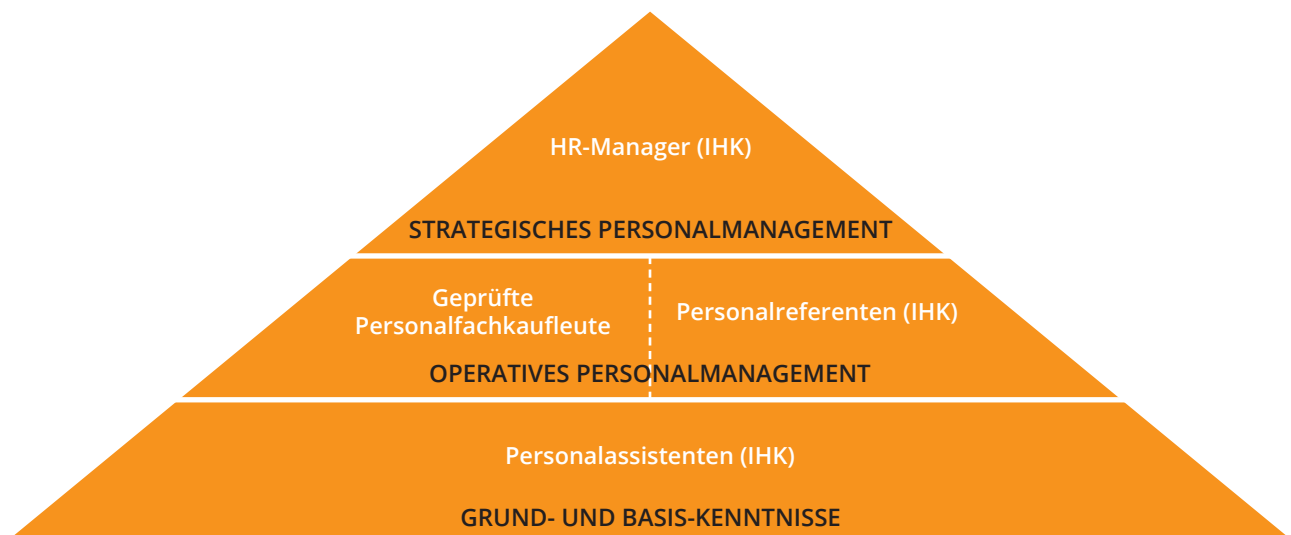 HR-Manager (IHK)
STRATEGISCHES PERSONALMANAGEMENT
Geprüfte
Personalfachkaufleute
Personalreferenten (IHK)
OPERATIVES PERSONALMANAGEMENT
Personalassistenten (IHK)
GRUND- UND BASIS-KENNTNISSE